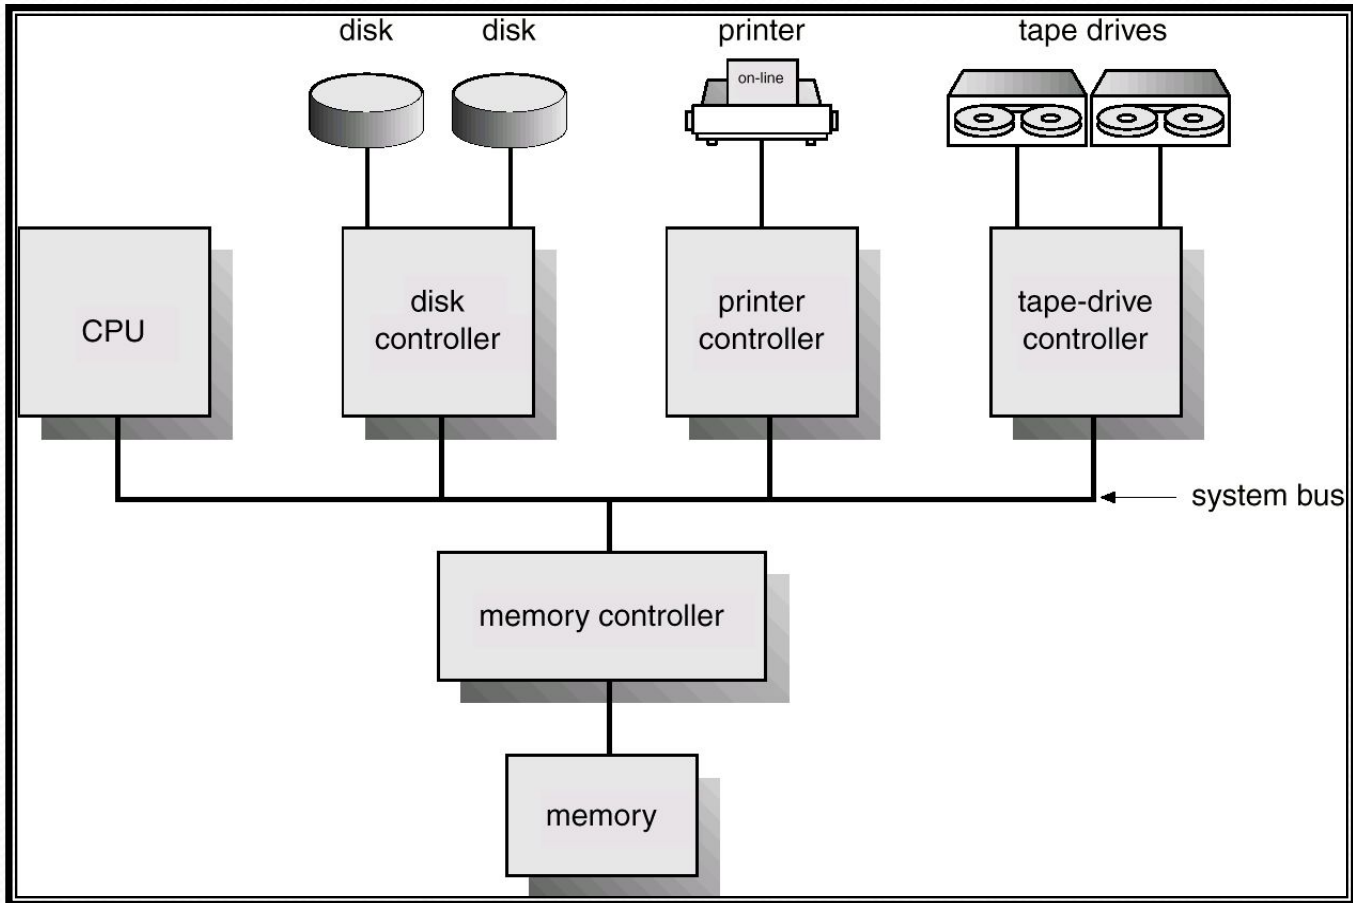 disk
disk
printer
tape drives
on-line
CPU
disk
controller
printer
controller
tape-drive
controller
system bus
memory controller
memory